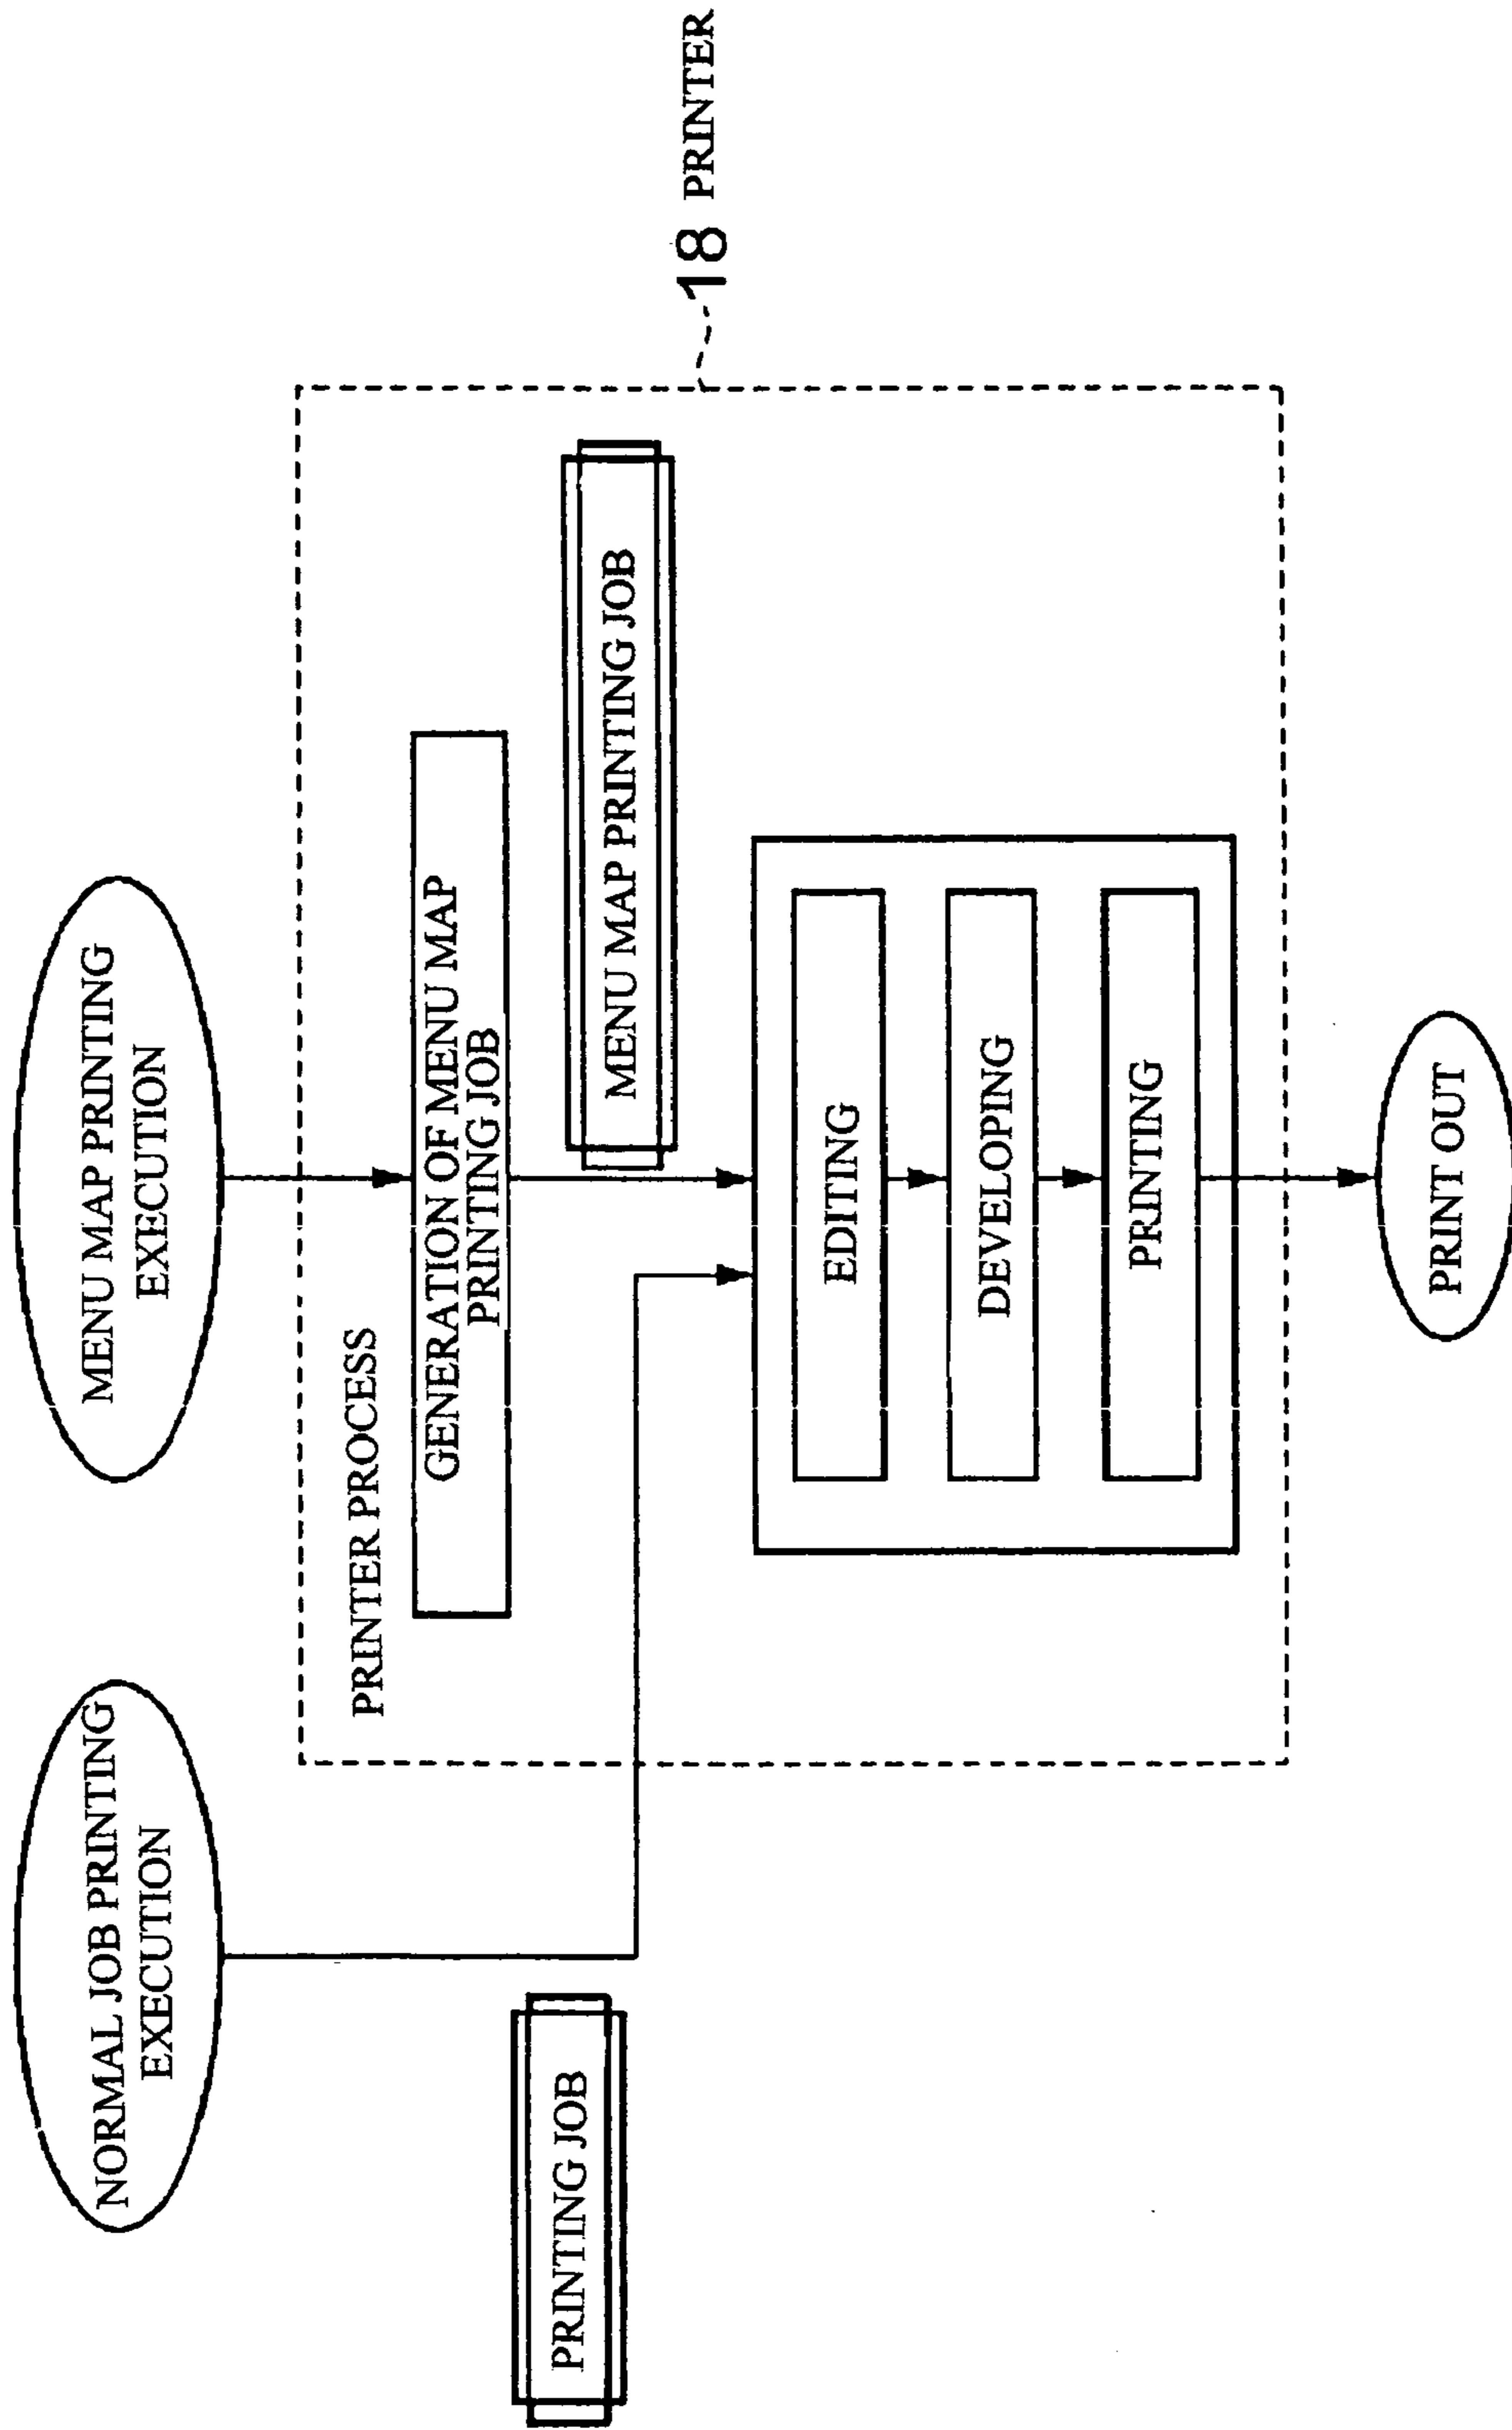 NORMAL JOB PRINTING
EXECUTION
MENU MAP PRINTING
EXECUTION
PRINTER PROCESS
GENERATION OF MENU MAP
PRINTING JOB
PRINTING JOB
MENU MAP PRINTING JOB
18 PRINTER
EDITING
DEVELOPING
PRINTING
PRINT OUT